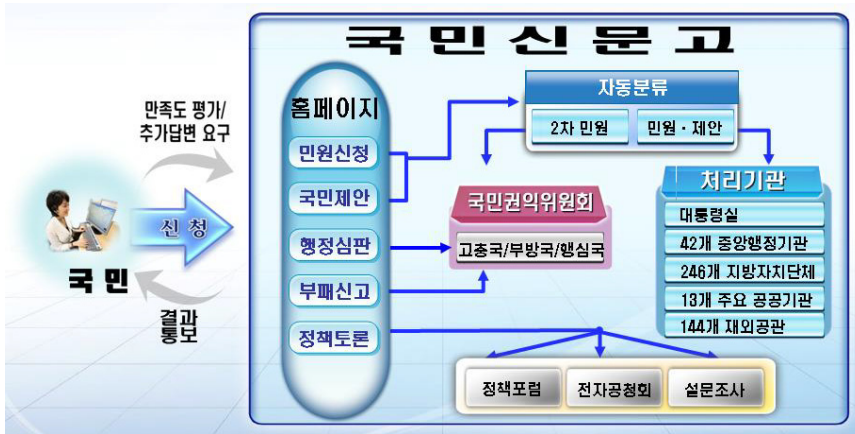 국민신문고
만족도 평가/
추가답변 요구
국민
신청
결과
통보
홈페이지
민원신청
국민제안
행정심판
부패신고
정책토론
자동분류
2차 민원
민원·제안
국민권익위원회
고충국/부방국/행심국
처리기관
대통령실
42개 중앙행정기관
246개 지방자치단체
13개 주요 공공기관
144개 재외공관
정책포럼
전자공청회
설문조사